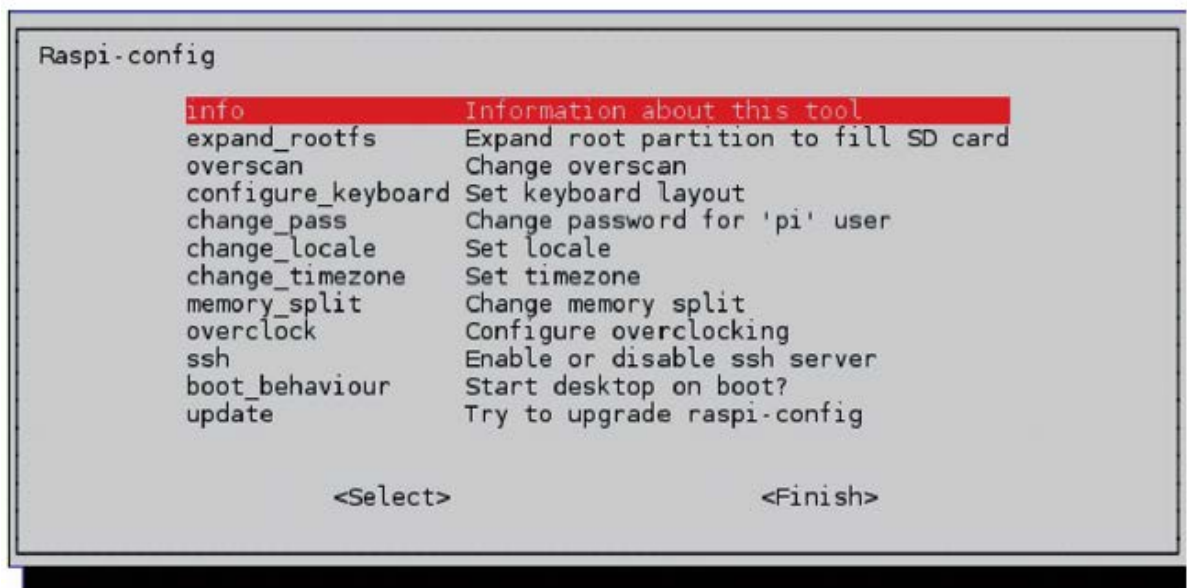 Raspi-config
info Information about this tool
expand_rootfs Expand root partition to fill SD card
overscan Change overscan
configure_keyboard Set keyboard layout
change_pass Change password for 'pi' user
change_locale Set locale
change_timezone Set timezone
memory_split Change memory split
overclock Configure overclocking
ssh Enable or disable ssh server
boot_behaviour Start desktop on boot?
update Try to upgrade raspi-config
<Select> <Finish>